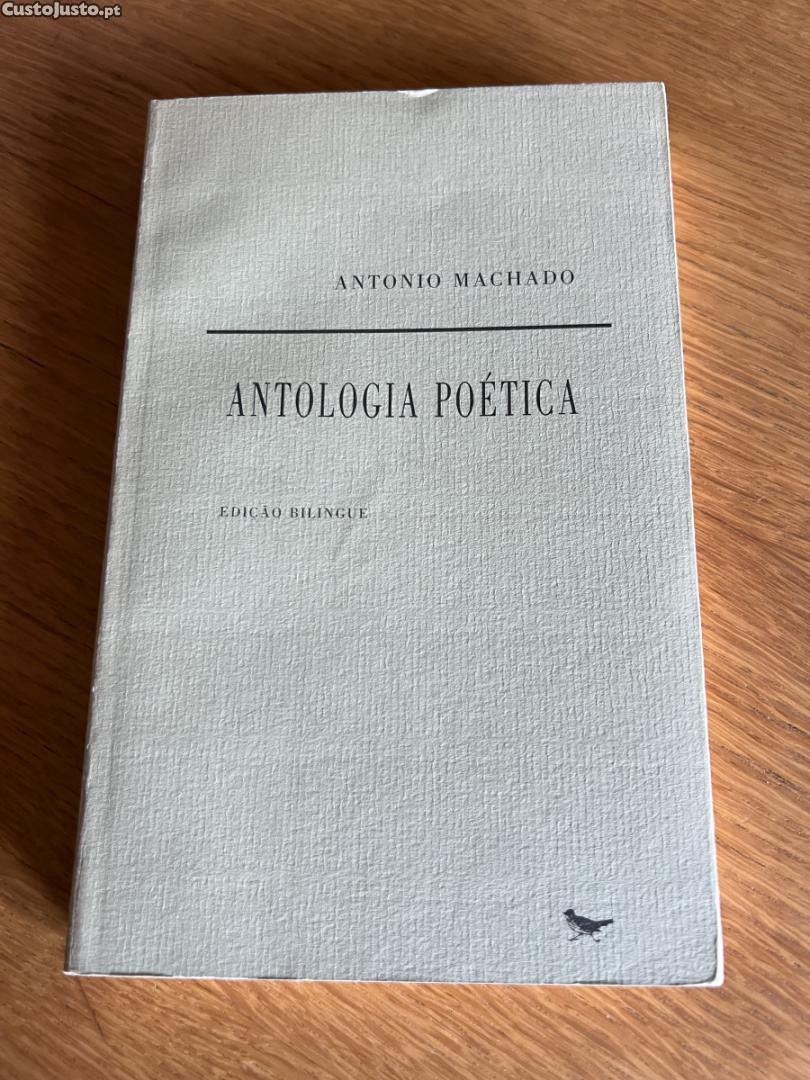 CustoJusto.pt
ANTONIO MACHADO
ANTOLOGIA POÉTICA
EDIÇÃO BILINGUE